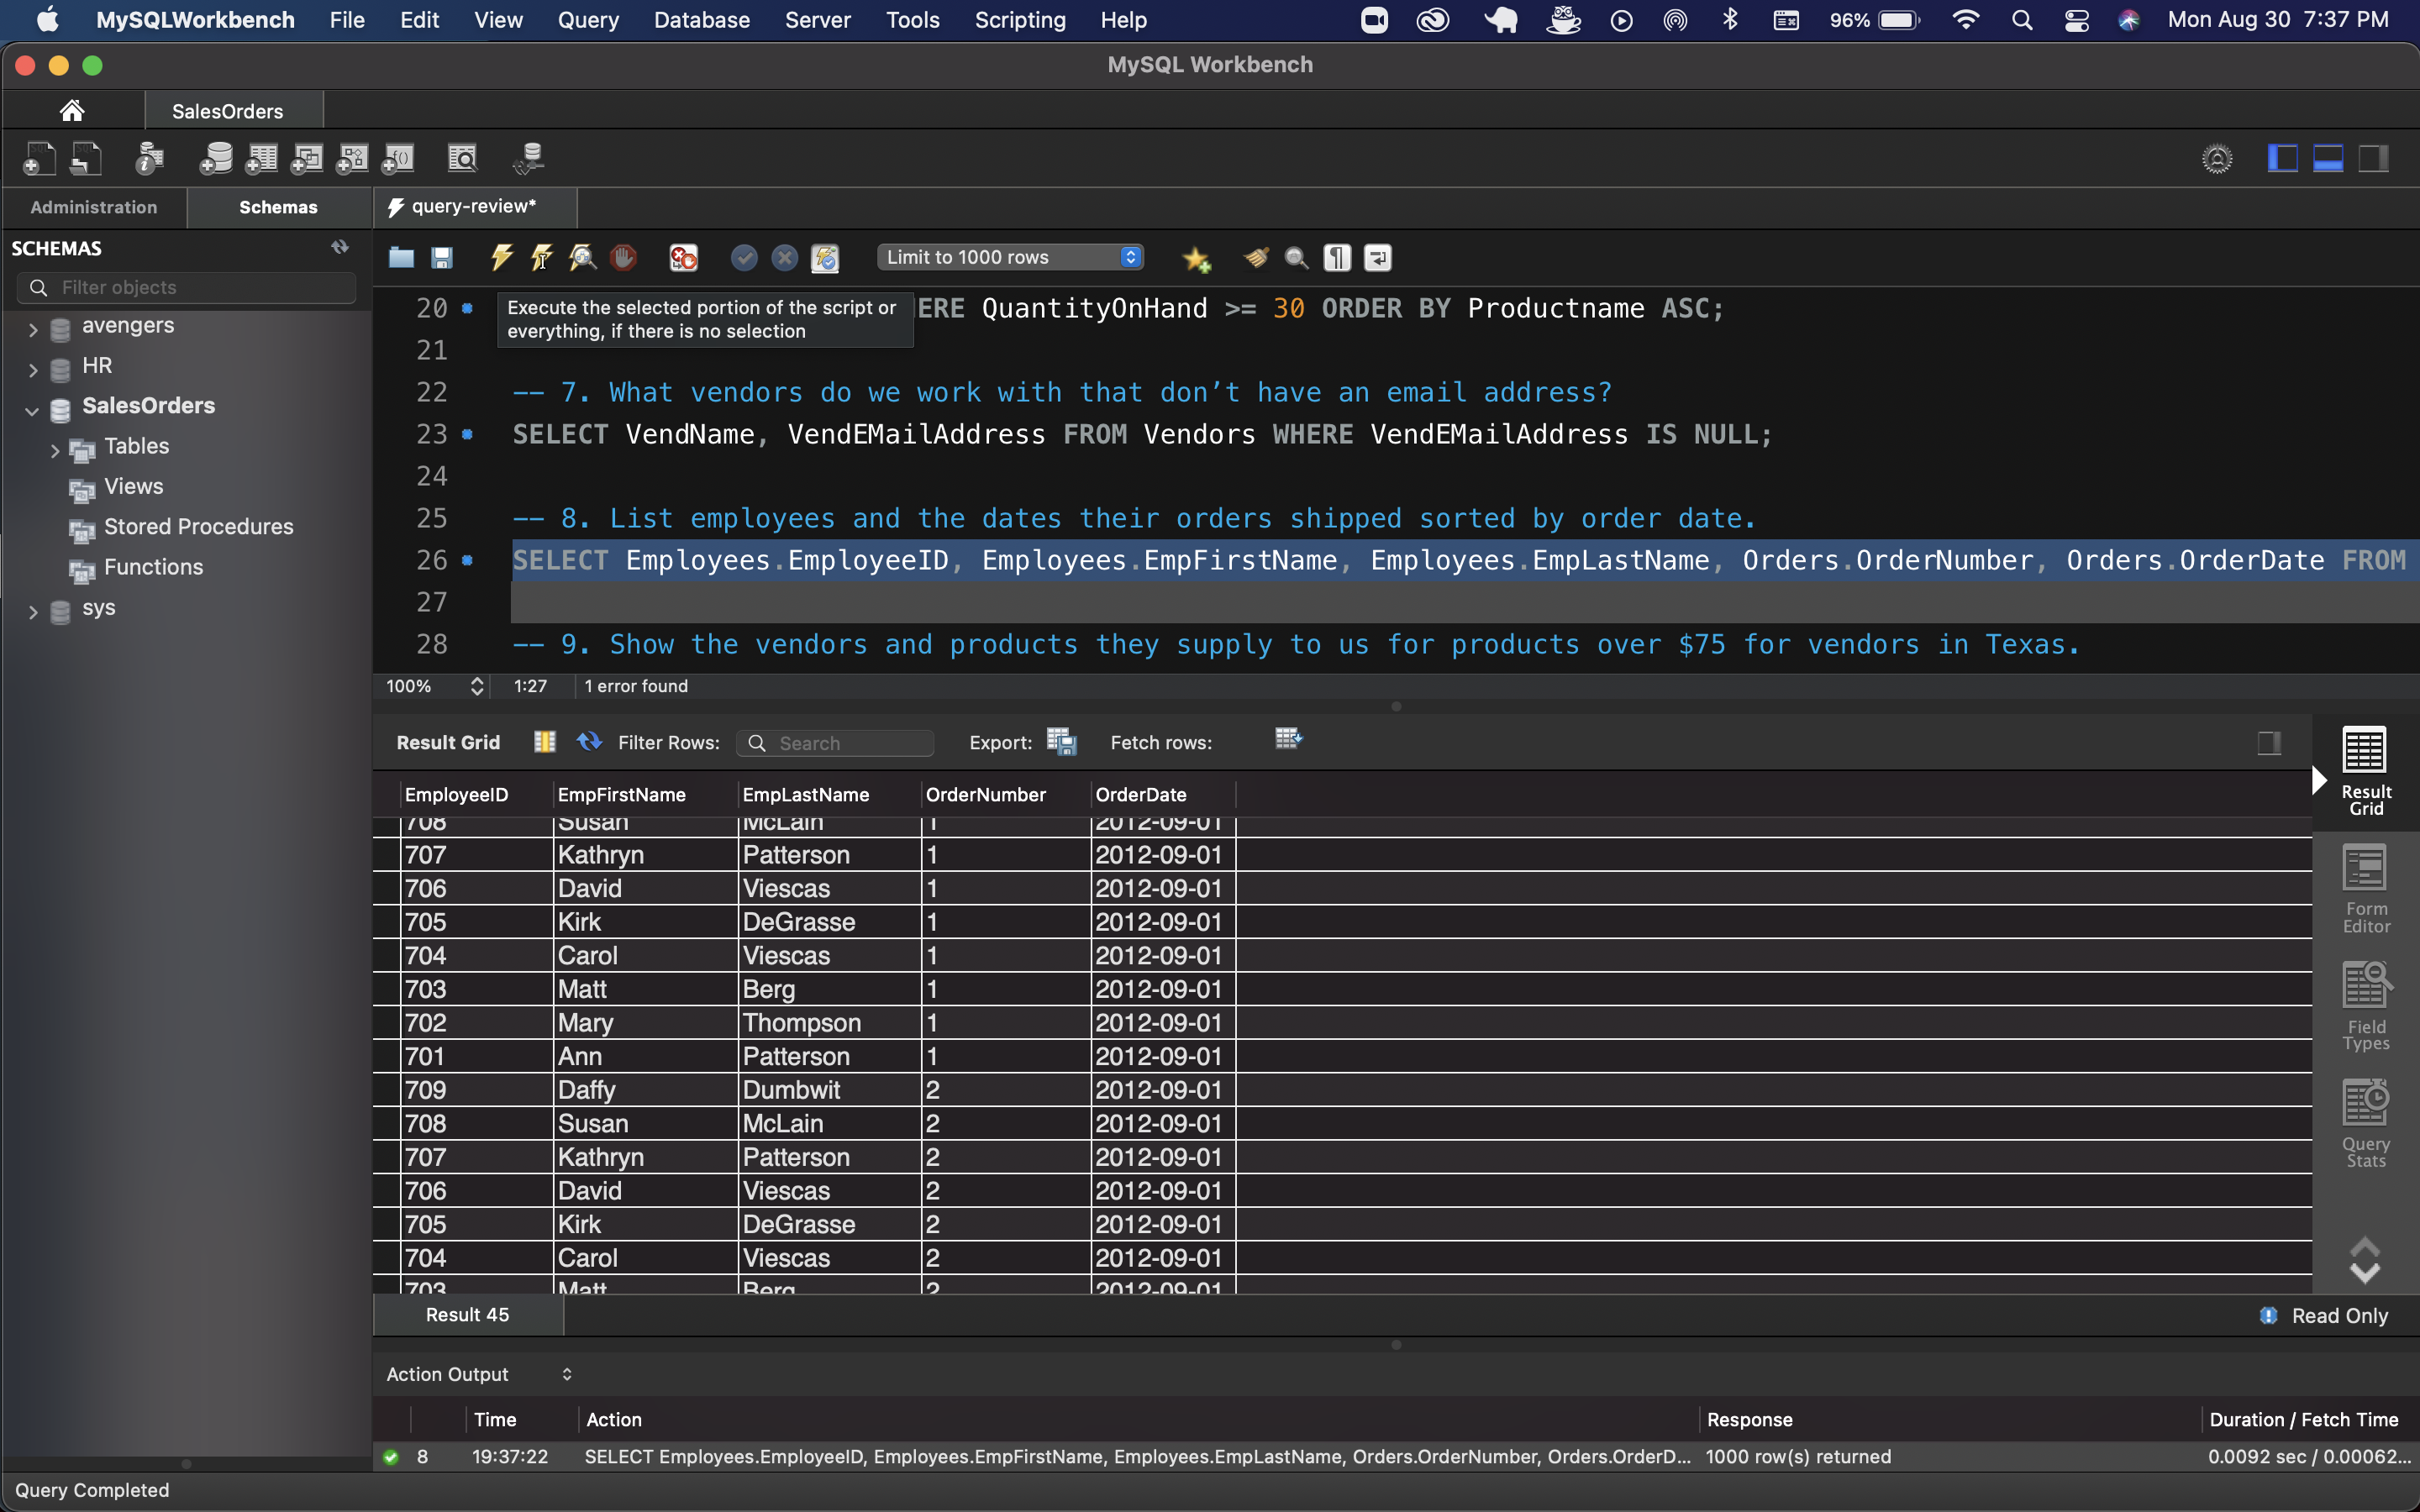 MySQLWorkbench File Edit View Query Database Server Tools Scripting Help 96% Mon Aug 30 7:37 PM
MySQL Workbench
SalesOrders
Administration Schemas query-review*
SCHEMAS
Limit to 1000 rows
Filter objects
avengers
HR
SalesOrders
Tables
Views
Stored Procedures
Functions
sys
Execute the selected portion of the script or
everything, if there is no selection
20 ERE QuantityOnHand >= 30 ORDER BY Productname ASC;
21
22 -- 7. What vendors do we work with that don’t have an email address?
23 SELECT VendName, VendEMailAddress FROM Vendors WHERE VendEMailAddress IS NULL;
24
25 -- 8. List employees and the dates their orders shipped sorted by order date.
26 SELECT Employees.EmployeeID, Employees.EmpFirstName, Employees.EmpLastName, Orders.OrderNumber, Orders.OrderDate FROM
27
28 -- 9. Show the vendors and products they supply to us for products over $75 for vendors in Texas.
100% 1:27 1 error found
Result Grid Filter Rows: Search Export: Fetch rows:
EmployeeID EmpFirstName EmpLastName OrderNumber OrderDate
708 Susan McLain 1 2012-09-01
707 Kathryn Patterson 1 2012-09-01
706 David Viescas 1 2012-09-01
705 Kirk DeGrasse 1 2012-09-01
704 Carol Viescas 1 2012-09-01
703 Matt Berg 1 2012-09-01
702 Mary Thompson 1 2012-09-01
701 Ann Patterson 1 2012-09-01
709 Daffy Dumbwit 2 2012-09-01
708 Susan McLain 2 2012-09-01
707 Kathryn Patterson 2 2012-09-01
706 David Viescas 2 2012-09-01
705 Kirk DeGrasse 2 2012-09-01
704 Carol Viescas 2 2012-09-01
703 Matt Berg 2 2012-09-01
Result
Grid
Form
Editor
Field
Types
Query
Stats
Result 45 Read Only
Action Output
Time Action Response Duration / Fetch Time
8 19:37:22 SELECT Employees.EmployeeID, Employees.EmpFirstName, Employees.EmpLastName, Orders.OrderNumber, Orders.OrderD... 1000 row(s) returned 0.0092 sec / 0.00062...
Query Completed